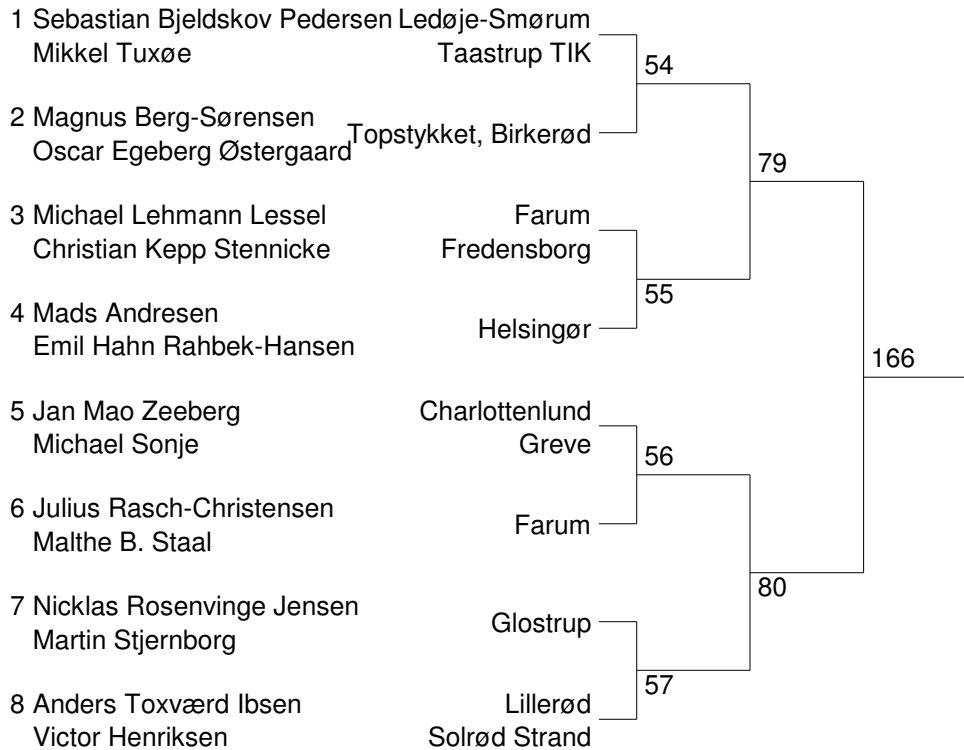 1 Sebastian Bjeldskov Pedersen Ledøje-Smørum
Mikkel Tuxøe Taastrup TIK
54
2 Magnus Berg-Sørensen
Oscar Egeberg Østergaard Topstykket, Birkerød
79
3 Michael Lehmann Lessel Farum
Christian Kepp Stennicke Fredensborg
55
4 Mads Andresen
Emil Hahn Rahbek-Hansen Helsingør
166
5 Jan Mao Zeeberg Charlottenlund
Michael Sonje Greve
56
6 Julius Rasch-Christensen
Malthe B. Staal Farum
80
7 Nicklas Rosenvinge Jensen
Martin Stjernborg Glostrup
57
8 Anders Toxværd Ibsen Lillerød
Victor Henriksen Solrød Strand